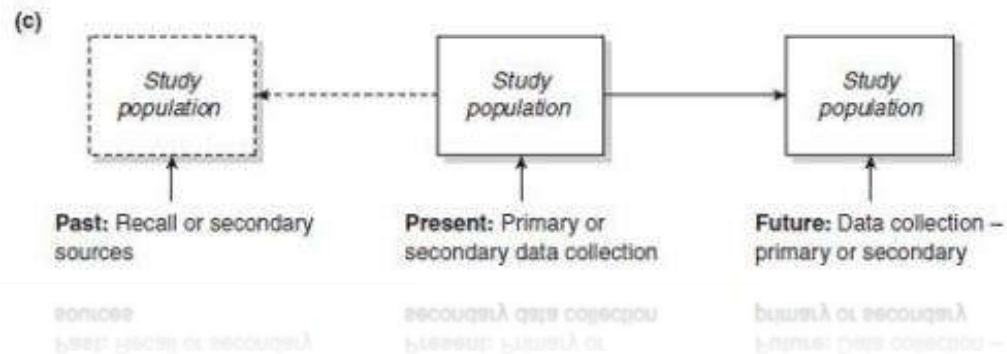 (c)
Study
population
Study
population
Study
population
Past: Recall or secondary
sources
Present: Primary or
secondary data collection
Future: Data collection –
primary or secondary